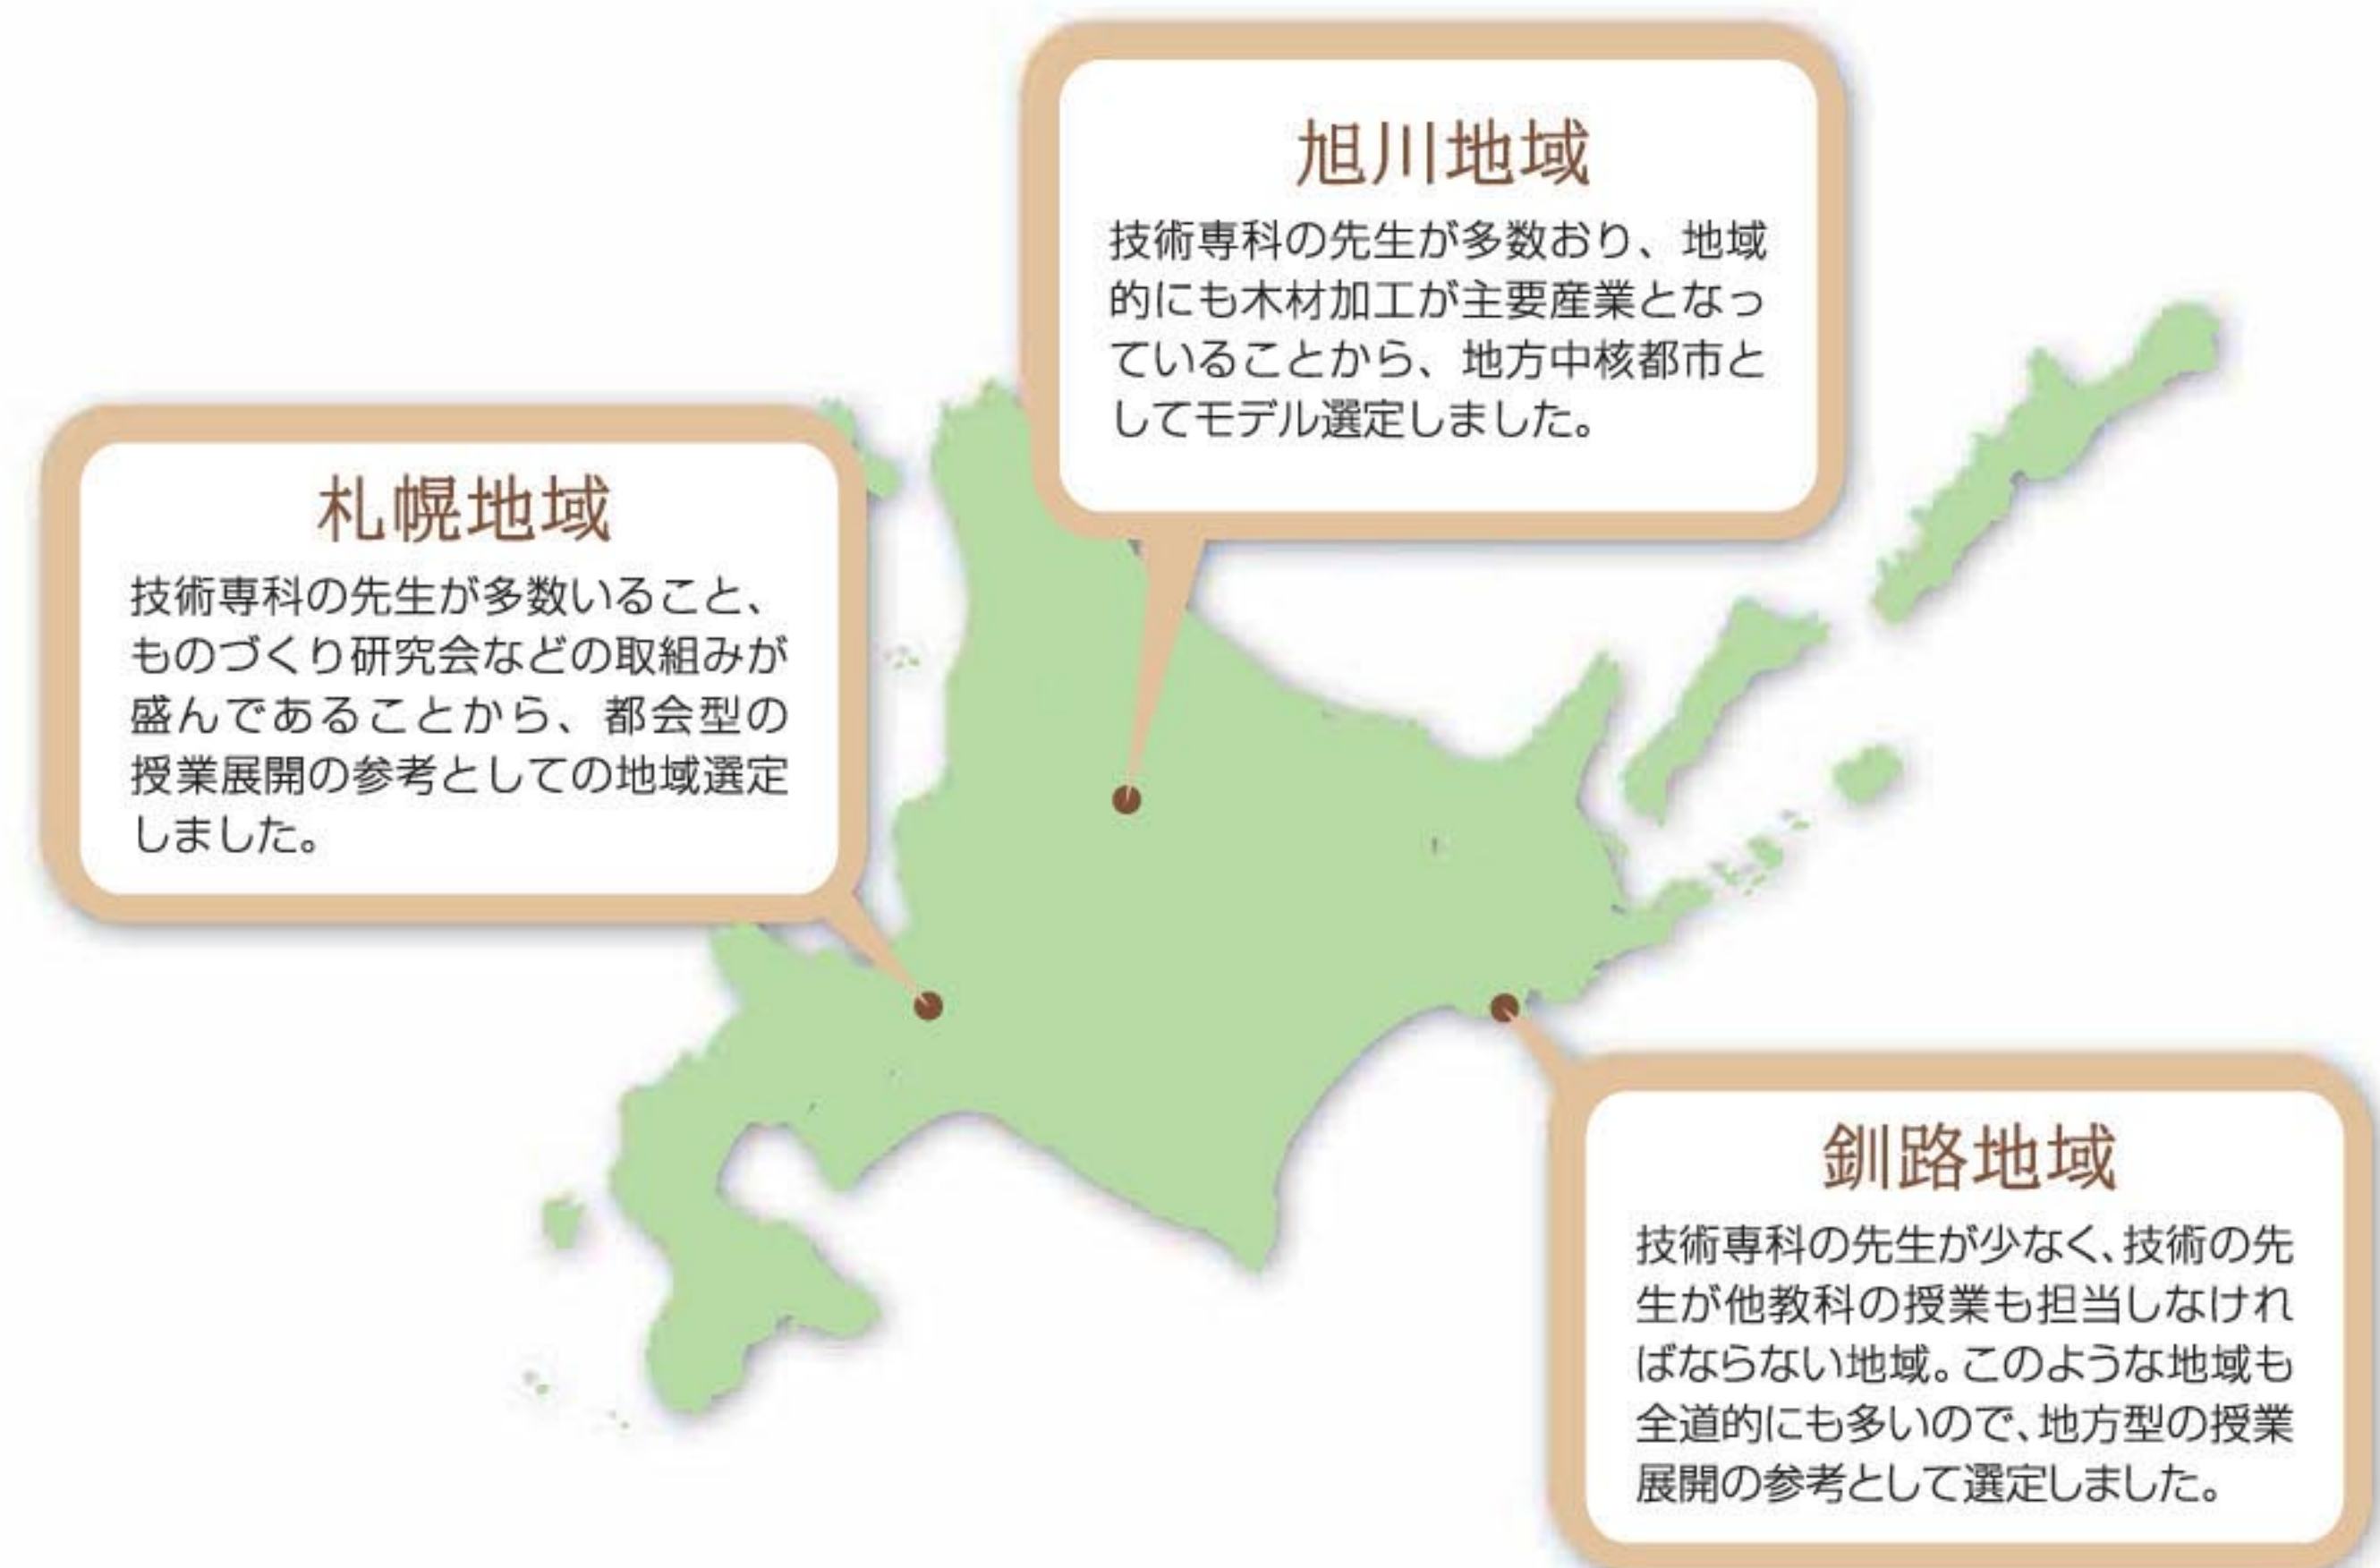 旭川地域
技術専科の先生が多数おり、地域
的にも木材加工が主要産業となっ
ていることから、地方中核都市と
してモデル選定しました。
札幌地域
技術専科の先生が多数いること、
ものづくり研究会などの取組みが
盛んであることから、都会型の
授業展開の参考としての地域選定
しました。
釧路地域
技術専科の先生が少なく、技術の先
生が他教科の授業も担当しなけれ
ばならない地域。このような地域も
全道的にも多いので、地方型の授業
展開の参考として選定しました。